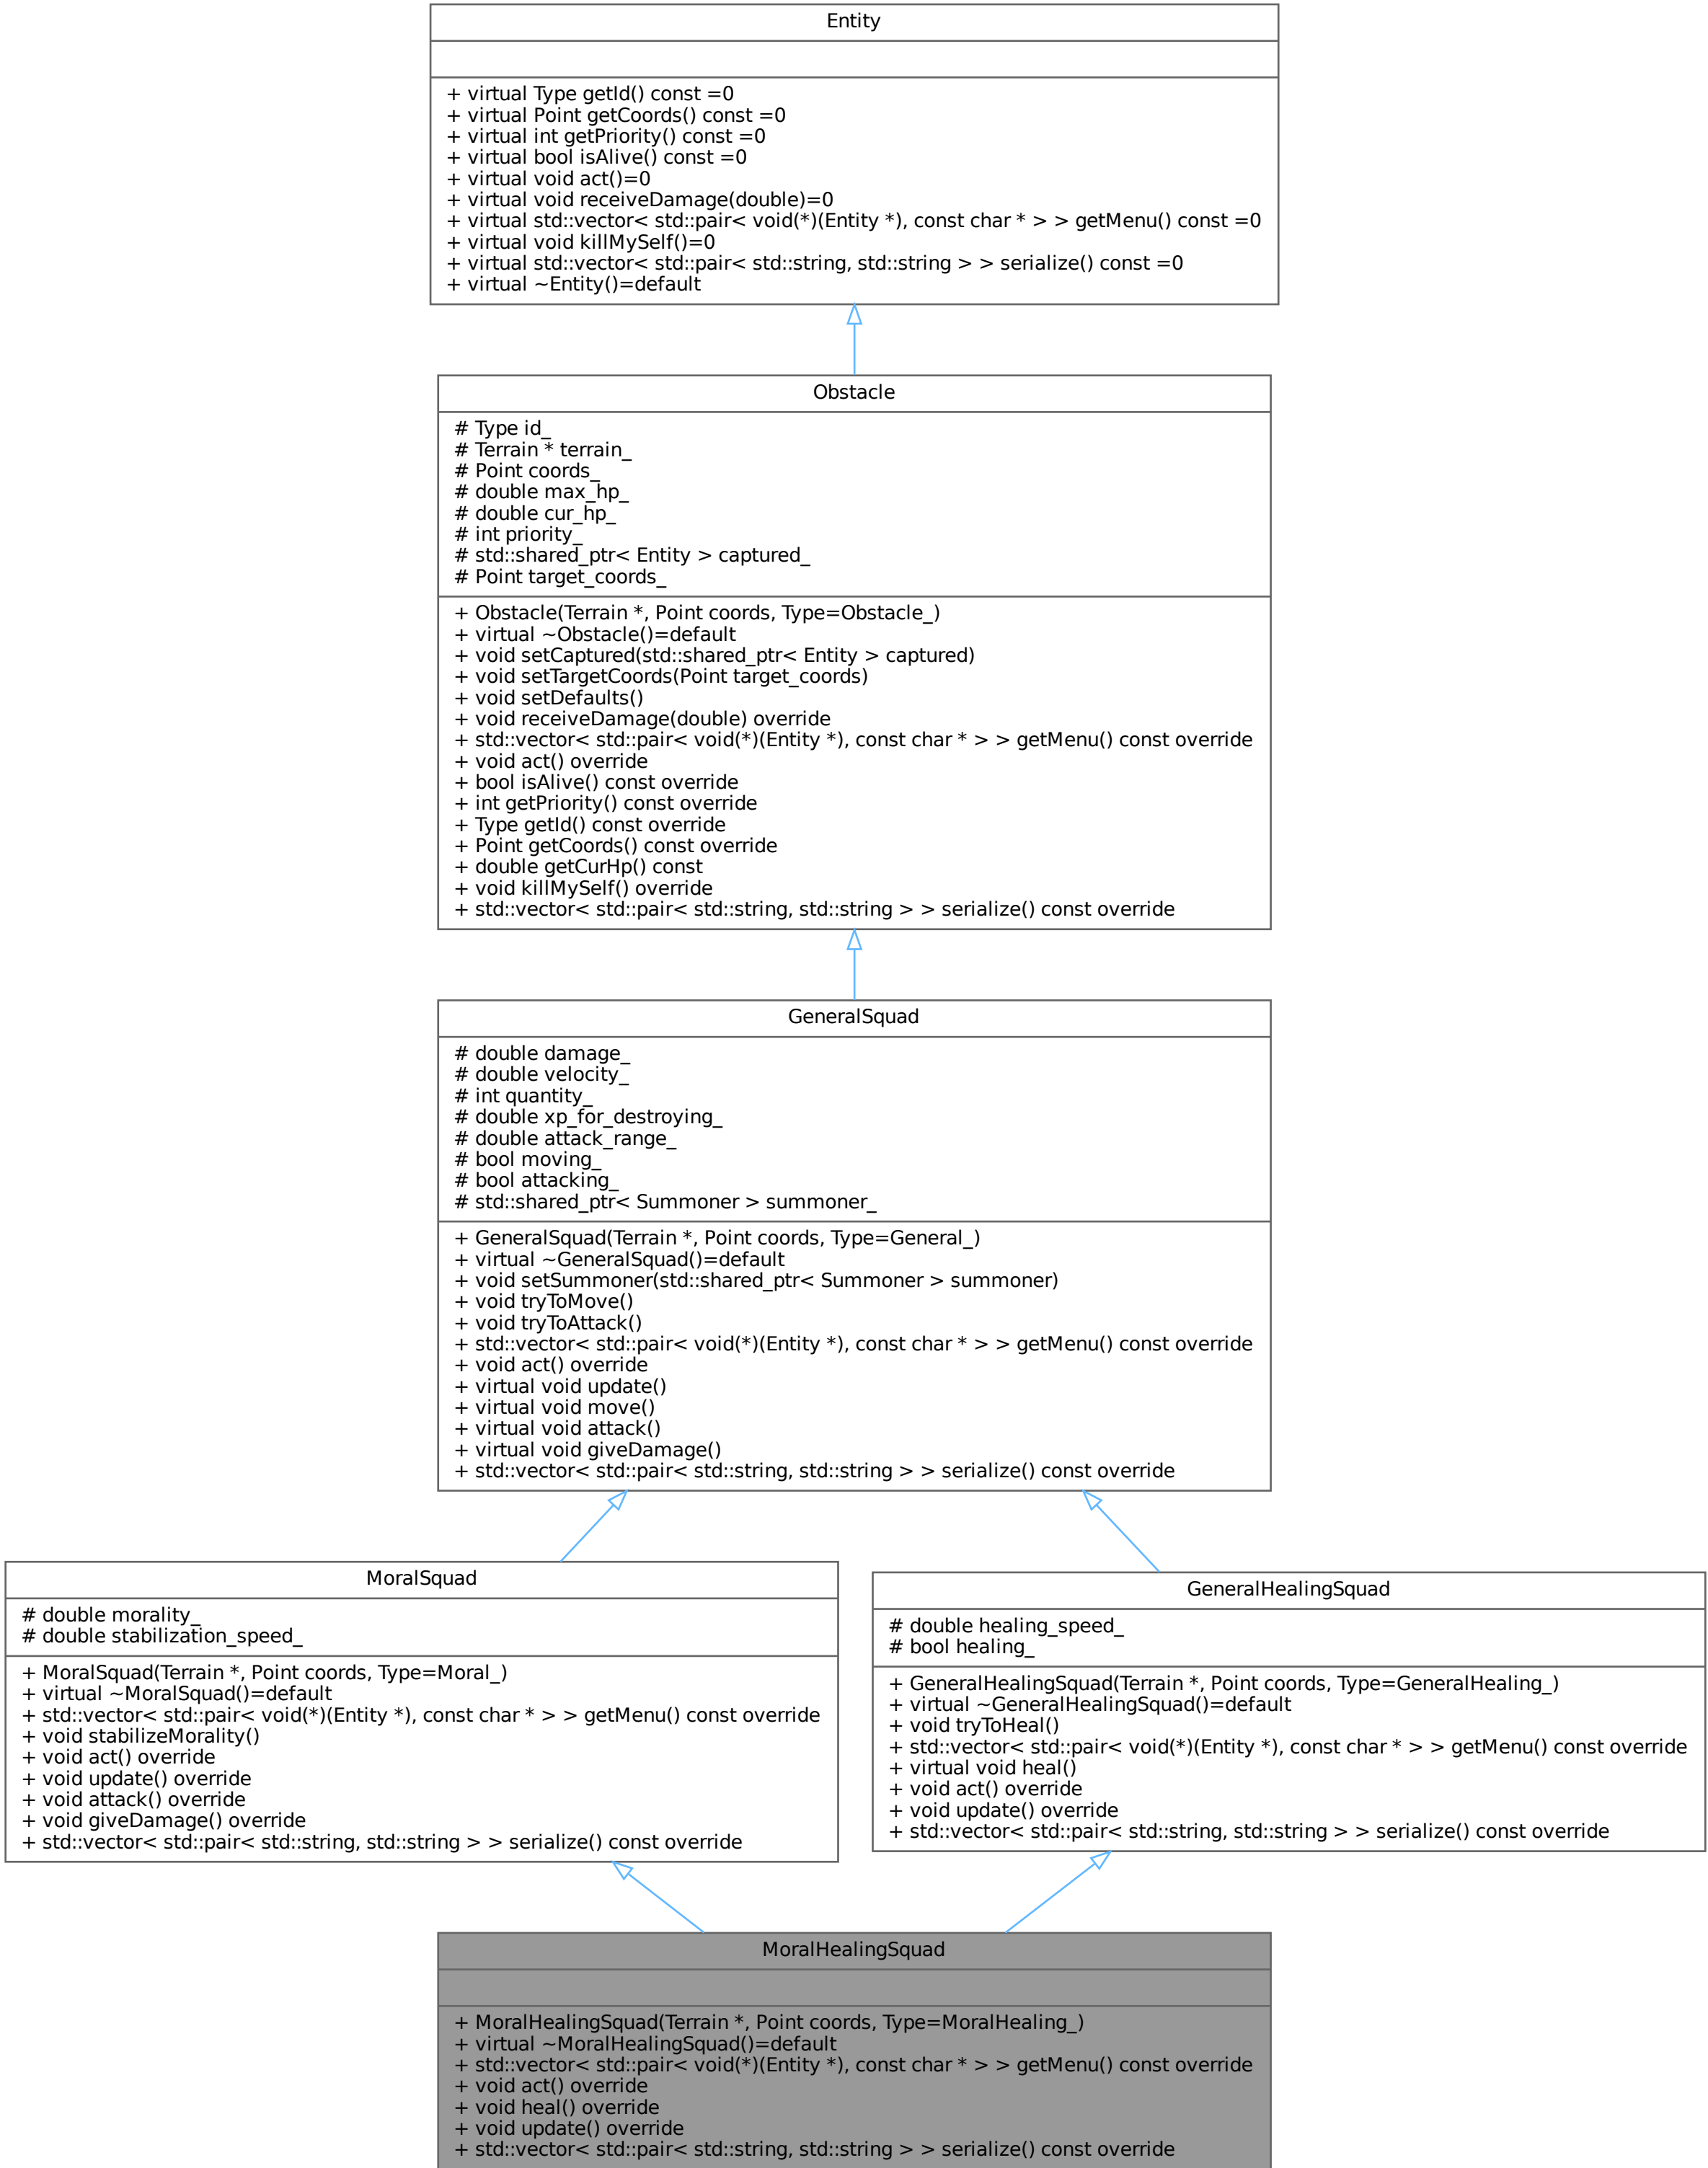 Entity
+ virtual Type getId() const =0
+ virtual Point getCoords() const =0
+ virtual int getPriority() const =0
+ virtual bool isAlive() const =0
+ virtual void act()=0
+ virtual void receiveDamage(double)=0
+ virtual std::vector< std::pair< void(*)(Entity *), const char * > > getMenu() const =0
+ virtual void killMySelf()=0
+ virtual std::vector< std::pair< std::string, std::string > > serialize() const =0
+ virtual ~Entity()=default
Obstacle
# Type id_
# Terrain * terrain_
# Point coords_
# double max_hp_
# double cur_hp_
# int priority_
# std::shared_ptr< Entity > captured_
# Point target_coords_
+ Obstacle(Terrain *, Point coords, Type=Obstacle_)
+ virtual ~Obstacle()=default
+ void setCaptured(std::shared_ptr< Entity > captured)
+ void setTargetCoords(Point target_coords)
+ void setDefaults()
+ void receiveDamage(double) override
+ std::vector< std::pair< void(*)(Entity *), const char * > > getMenu() const override
+ void act() override
+ bool isAlive() const override
+ int getPriority() const override
+ Type getId() const override
+ Point getCoords() const override
+ double getCurHp() const
+ void killMySelf() override
+ std::vector< std::pair< std::string, std::string > > serialize() const override
GeneralSquad
# double damage_
# double velocity_
# int quantity_
# double xp_for_destroying_
# double attack_range_
# bool moving_
# bool attacking_
# std::shared_ptr< Summoner > summoner_
+ GeneralSquad(Terrain *, Point coords, Type=General_)
+ virtual ~GeneralSquad()=default
+ void setSummoner(std::shared_ptr< Summoner > summoner)
+ void tryToMove()
+ void tryToAttack()
+ std::vector< std::pair< void(*)(Entity *), const char * > > getMenu() const override
+ void act() override
+ virtual void update()
+ virtual void move()
+ virtual void attack()
+ virtual void giveDamage()
+ std::vector< std::pair< std::string, std::string > > serialize() const override
MoralSquad
# double morality_
# double stabilization_speed_
+ MoralSquad(Terrain *, Point coords, Type=Moral_)
+ virtual ~MoralSquad()=default
+ std::vector< std::pair< void(*)(Entity *), const char * > > getMenu() const override
+ void stabilizeMorality()
+ void act() override
+ void update() override
+ void attack() override
+ void giveDamage() override
+ std::vector< std::pair< std::string, std::string > > serialize() const override
GeneralHealingSquad
# double healing_speed_
# bool healing_
+ GeneralHealingSquad(Terrain *, Point coords, Type=GeneralHealing_)
+ virtual ~GeneralHealingSquad()=default
+ void tryToHeal()
+ std::vector< std::pair< void(*)(Entity *), const char * > > getMenu() const override
+ virtual void heal()
+ void act() override
+ void update() override
+ std::vector< std::pair< std::string, std::string > > serialize() const override
MoralHealingSquad
+ MoralHealingSquad(Terrain *, Point coords, Type=MoralHealing_)
+ virtual ~MoralHealingSquad()=default
+ std::vector< std::pair< void(*)(Entity *), const char * > > getMenu() const override
+ void act() override
+ void heal() override
+ void update() override
+ std::vector< std::pair< std::string, std::string > > serialize() const override